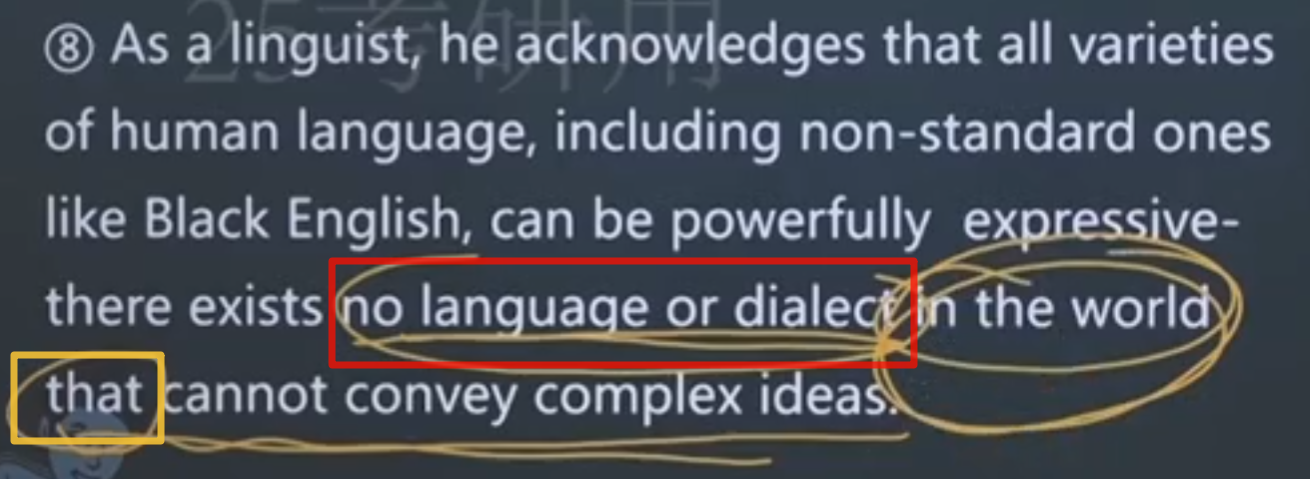 25考研用
⑧ As a linguist, he acknowledges that all varieties
of human language, including non-standard ones
like Black English, can be powerfully expressive-
there exists no language or dialect in the world
that cannot convey complex ideas.